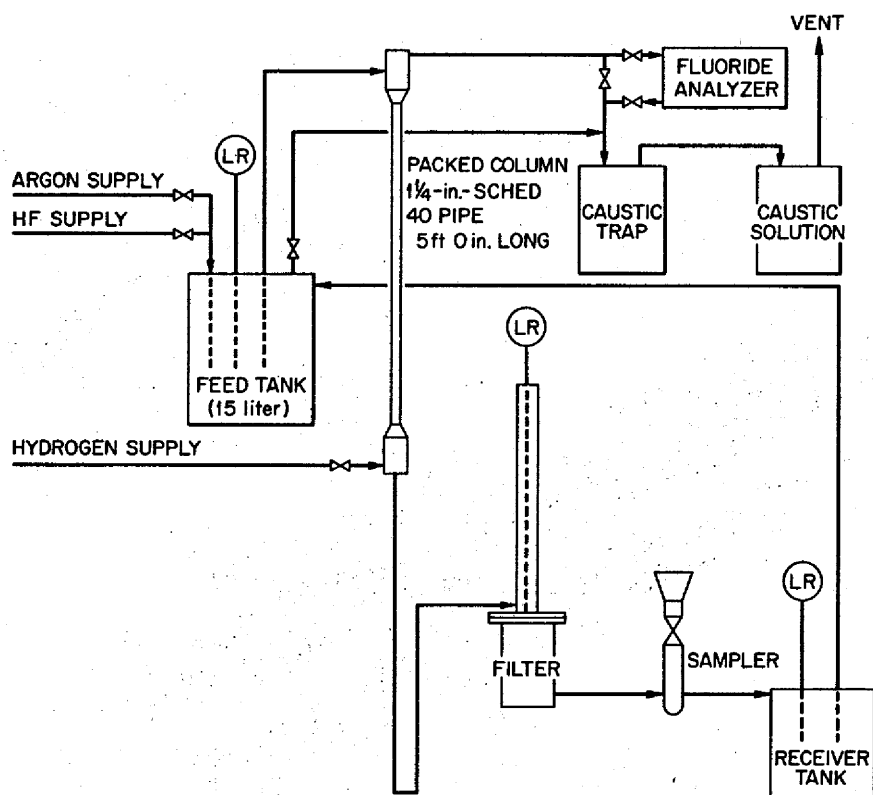 VENT
FLUORIDE
ANALYZER
LR
PACKED COLUMN
1¼-in.-SCHED
40 PIPE
5 ft 0 in. LONG
ARGON SUPPLY
HF SUPPLY
CAUSTIC
TRAP
CAUSTIC
SOLUTION
FEED TANK
(15 liter)
LR
HYDROGEN SUPPLY
LR
FILTER
SAMPLER
RECEIVER
TANK